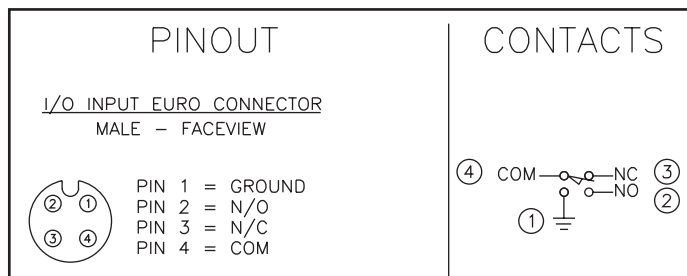 PINOUT
I/O INPUT EURO CONNECTOR
MALE - FACEVIEW
2 1
3 4
PIN 1 = GROUND
PIN 2 = N/O
PIN 3 = N/C
PIN 4 = COM
CONTACTS
4 COM NC 3
NO 2
1